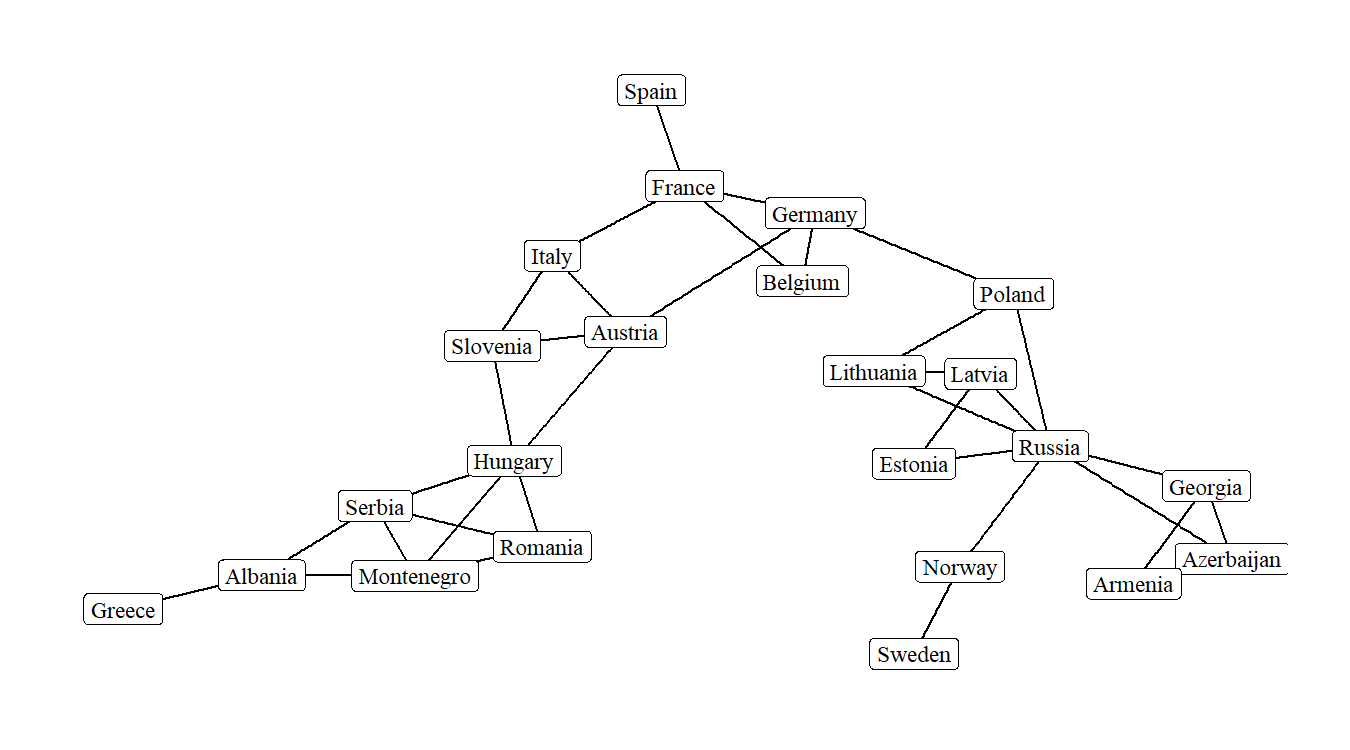 Spain
France
Germany
Italy
Belgium
Poland
Slovenia
Austria
Lithuania
Latvia
Hungary
Estonia
Russia
Georgia
Serbia
Romania
Azerbaijan
Albania
Montenegro
Norway
Armenia
Greece
Sweden